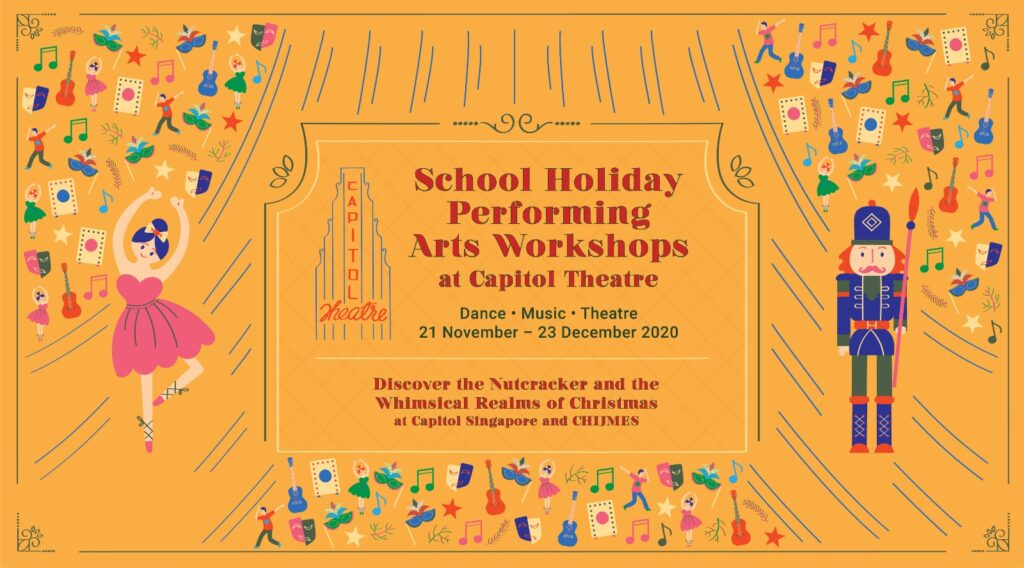 CAPITOL
Theatre
School Holiday
Performing
Arts Workshops
at Capitol Theatre
Dance • Music • Theatre
21 November – 23 December 2020
Discover the Nutcracker and the
Whimsical Realms of Christmas
at Capitol Singapore and CHIJMES